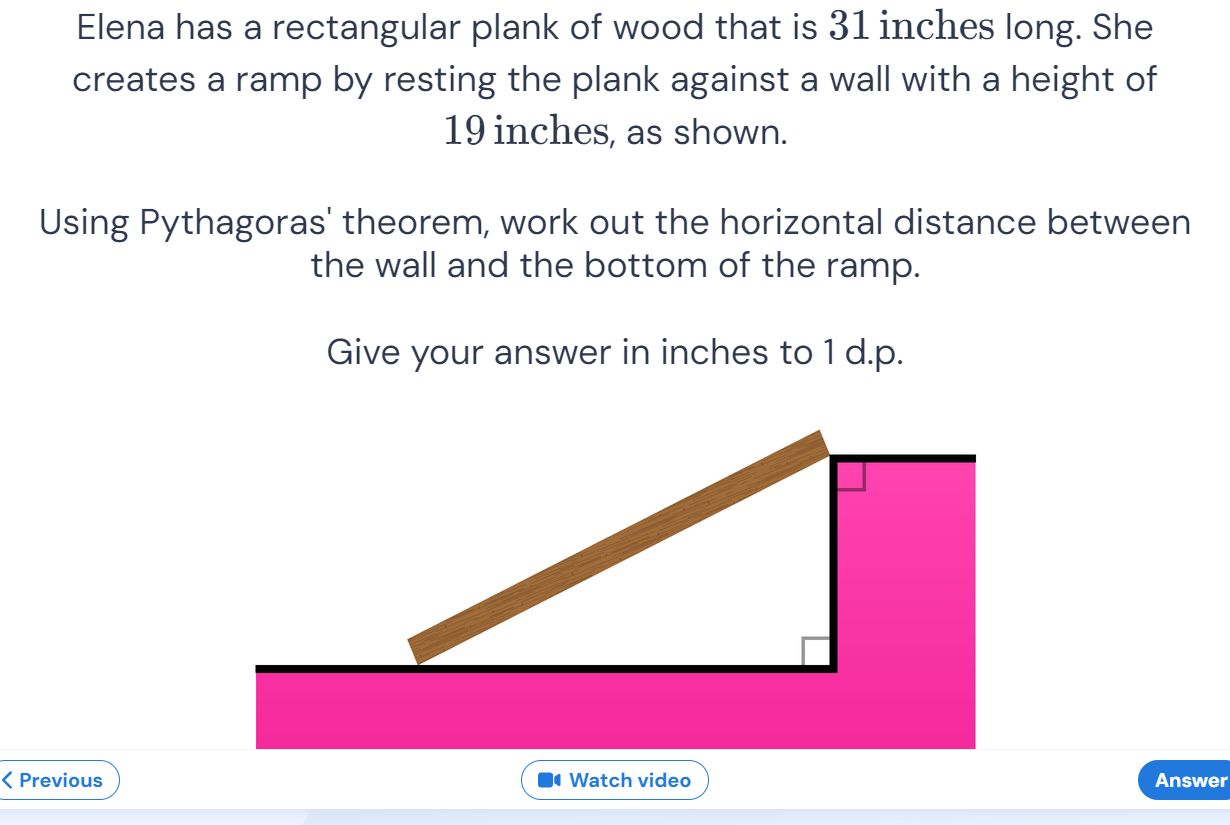 Elena has a rectangular plank of wood that is 31 inches long. She
creates a ramp by resting the plank against a wall with a height of
19 inches, as shown.
Using Pythagoras' theorem, work out the horizontal distance between
the wall and the bottom of the ramp.
Give your answer in inches to 1 d.p.
Previous
Watch video
Answer